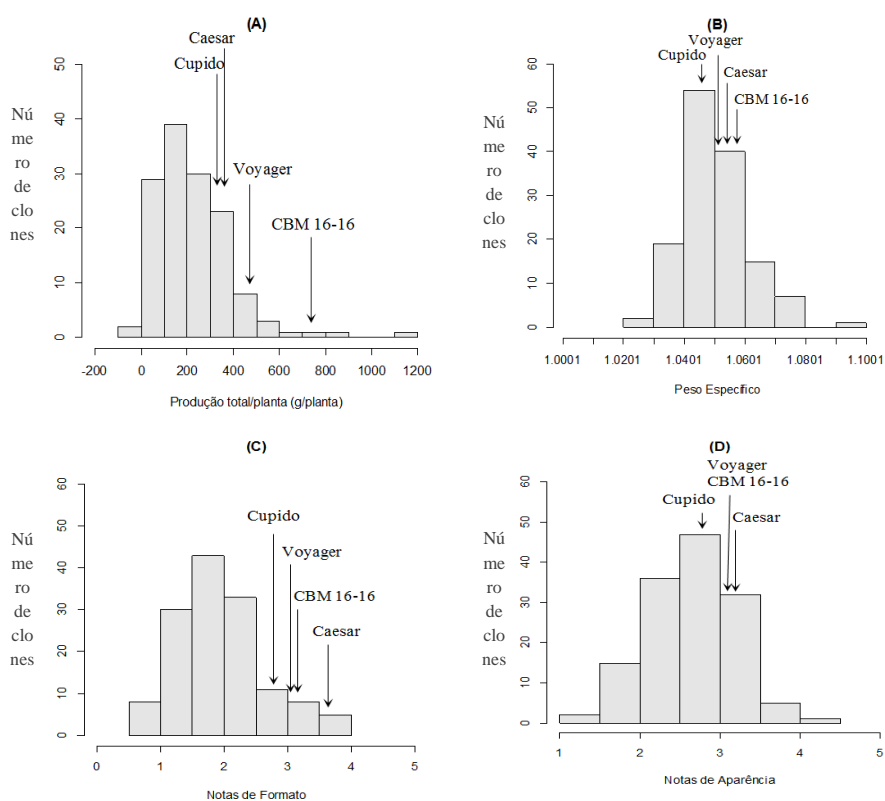 (A)
Caesar
Cupido
Voyager
CBM 16-16
Nú
me
ro
de
clo
nes
50
40
30
20
10
0
-200 0 200 400 600 800 1000 1200
Produção total/planta (g/planta)
(B)
Voyager
Cupido
Caesar
CBM 16-16
Nú
me
ro
de
clo
nes
60
50
40
30
20
10
0
1.0001 1.0201 1.0401 1.0601 1.0801 1.1001
Peso Específico
(C)
Cupido
Voyager
CBM 16-16
Caesar
Nú
me
ro
de
clo
nes
60
50
40
30
20
10
0
0 1 2 3 4 5
Notas de Formato
(D)
Voyager
CBM 16-16
Cupido
Caesar
Nú
me
ro
de
clo
nes
60
50
40
30
20
10
0
1 2 3 4 5
Notas de Aparência